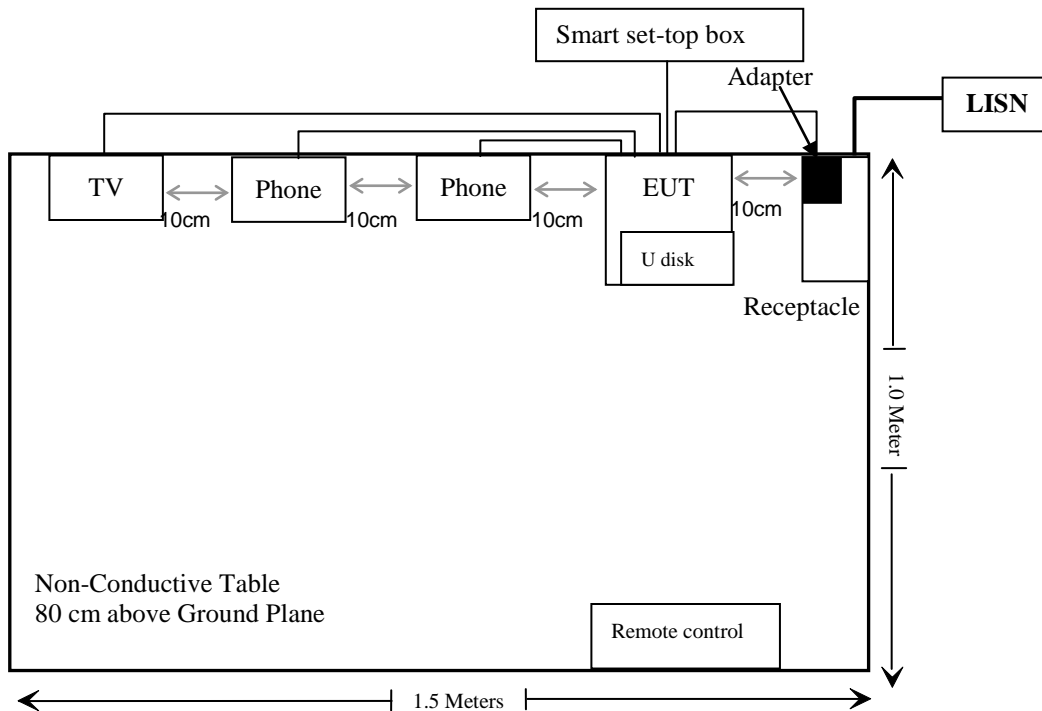 Smart set-top box
Adapter
LISN
TV
Phone
Phone
EUT
10cm
10cm
10cm
10cm
U disk
Receptacle
1.0 Meter
Non-Conductive Table
80 cm above Ground Plane
Remote control
1.5 Meters